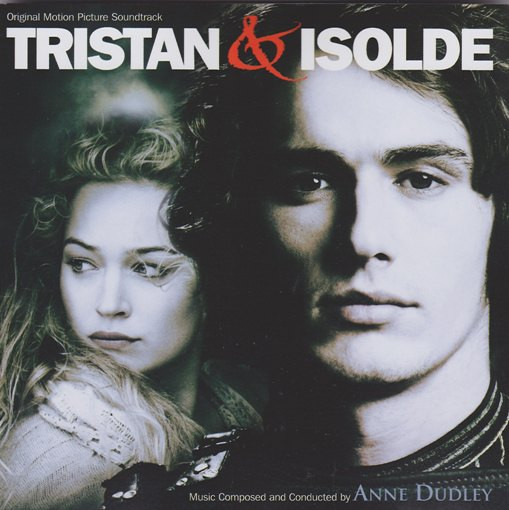 Original Motion Picture Soundtrack
TRISTAN & ISOLDE
Music Composed and Conducted by ANNE DUDLEY